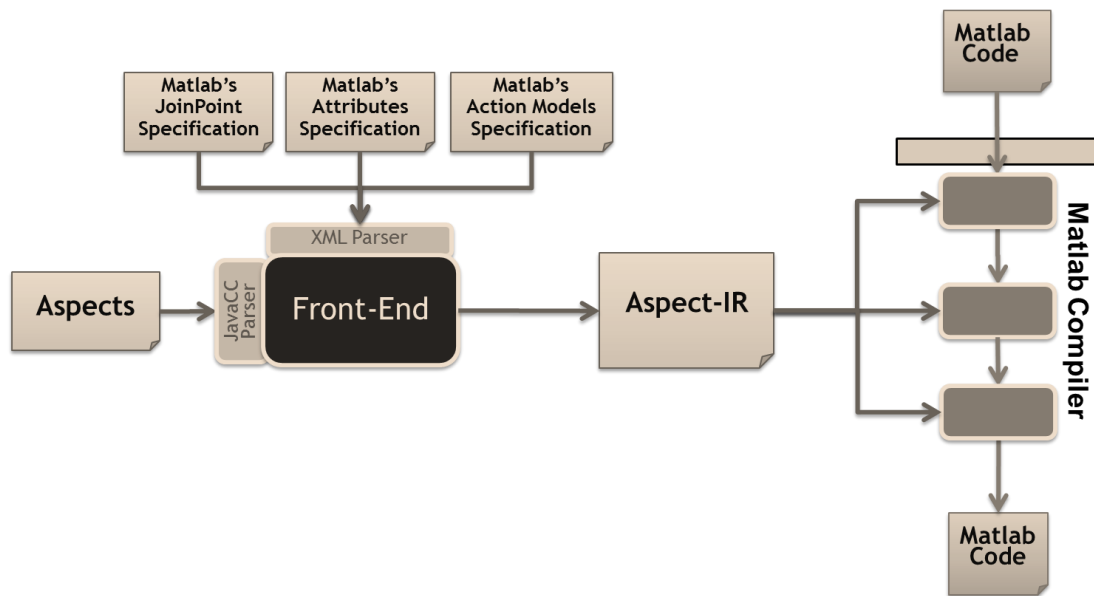 Matlab
Code
Matlab's
JoinPoint
Specification
Matlab's
Attributes
Specification
Matlab's
Action Models
Specification
XML Parser
Aspects
JavaCC
Parser
Front-End
Aspect-IR
Matlab Compiler
Matlab
Code